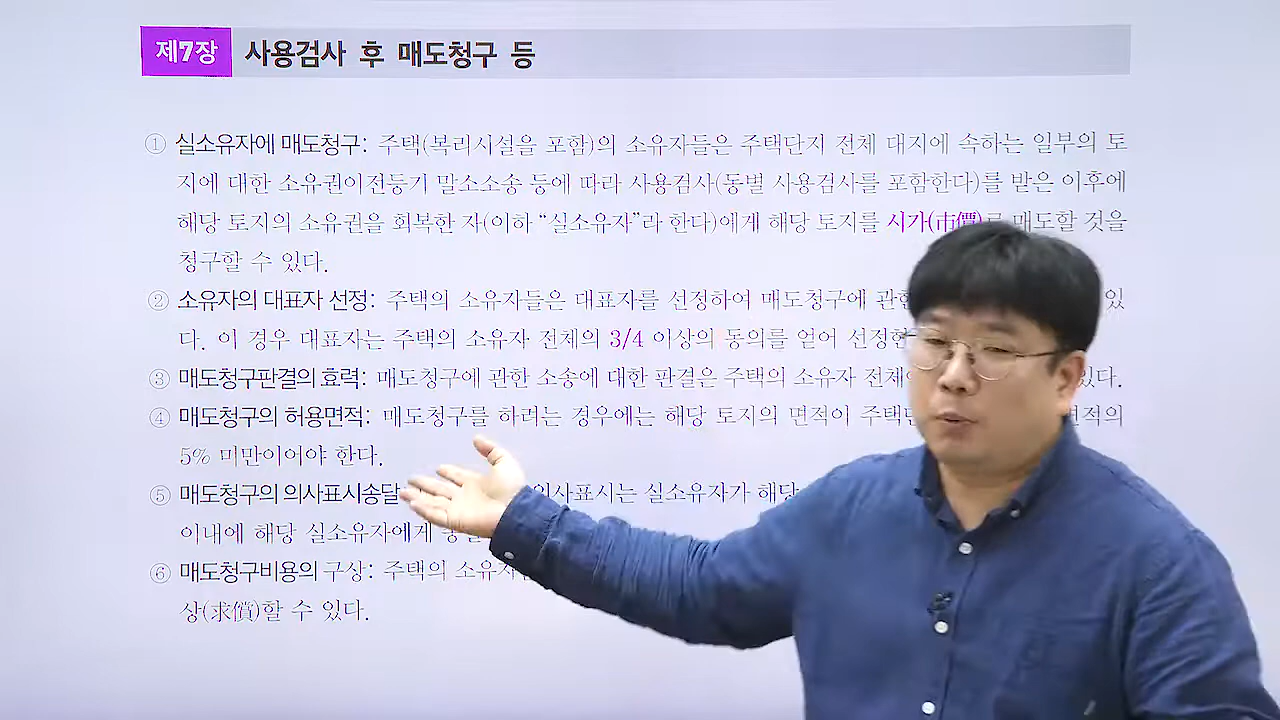 제7장 사용검사 후 매도청구 등
① 실소유자에 매도청구: 주택(복리시설을 포함)의 소유자들은 주택단지 전체 대지에 속하는 일부의 토
지에 대한 소유권이전등기 말소소송 등에 따라 사용검사(동별 사용검사를 포함한다)를 받은 이후에
해당 토지의 소유권을 회복한 자(이하 “실소유자”라 한다)에게 해당 토지를 시가(市價)로 매도할 것을
청구할 수 있다.
② 소유자의 대표자 선정: 주택의 소유자들은 대표자를 선정하여 매도청구에 관한 있
다. 이 경우 대표자는 주택의 소유자 전체의 3/4 이상의 동의를 얻어
③ 매도청구판결의 효력: 매도청구에 관한 소송에 대한 판결은 주택의 소유자 있다.
④ 매도청구의 허용면적: 매도청구를 하려는 경우에는 해당 토지의 면적이 면적의
5% 미만이어야 한다.
⑤ 매도청구의 의사표시송달 의사표시는 실소유자가 해당
이내에 해당 실소유자에게
⑥ 매도청구비용의 구상: 주택의
상(求償)할 수 있다.